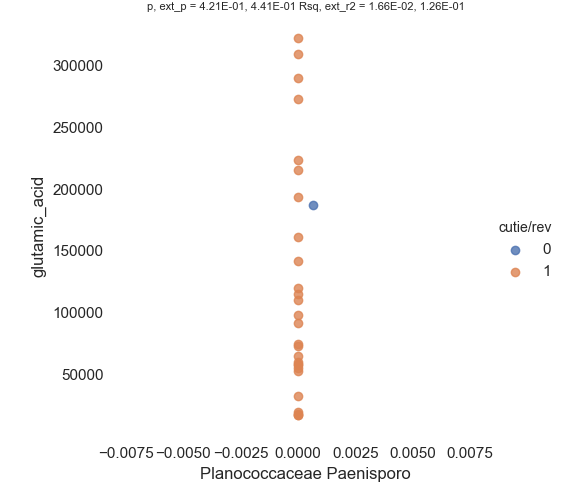 p, ext_p = 4.21E-01, 4.41E-01 Rsq, ext_r2 = 1.66E-02, 1.26E-01
300000
250000
200000
150000
100000
50000
glutamic_acid
cutie/rev
0
1
−0.0075 −0.0050 −0.0025 0.0000 0.0025 0.0050 0.0075
Planococcaceae Paenisporo